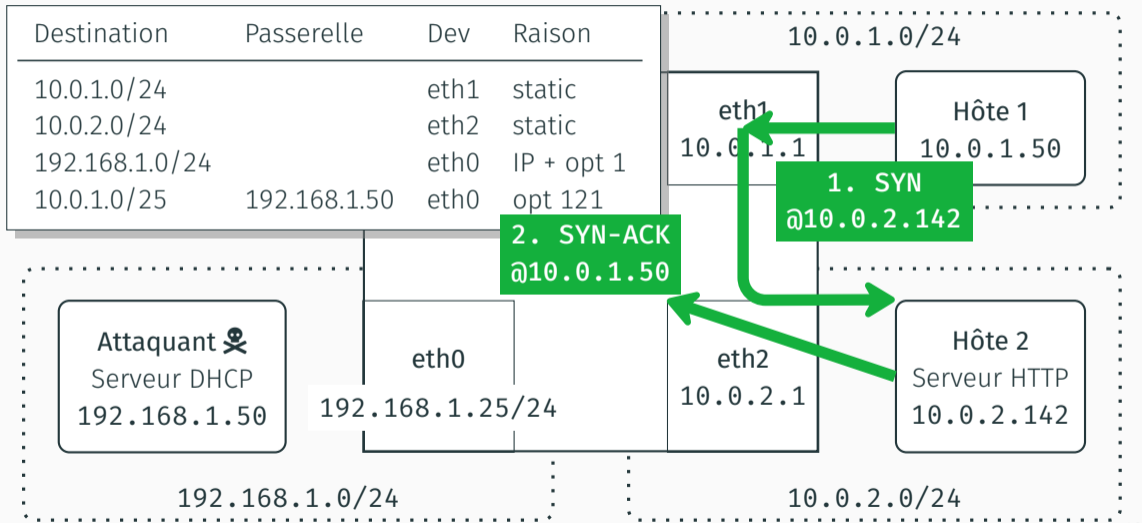 Destination Passerelle Dev Raison
10.0.1.0/24 eth1 static
10.0.2.0/24 eth2 static
192.168.1.0/24 eth0 IP + opt 1
10.0.1.0/25 192.168.1.50 eth0 opt 121
10.0.1.0/24
eth1
10.0.1.1
Hôte 1
10.0.1.50
1. SYN
@10.0.2.142
2. SYN-ACK
@10.0.1.50
Attaquant ☠
Serveur DHCP
192.168.1.50
eth0
192.168.1.25/24
eth2
10.0.2.1
Hôte 2
Serveur HTTP
10.0.2.142
192.168.1.0/24
10.0.2.0/24